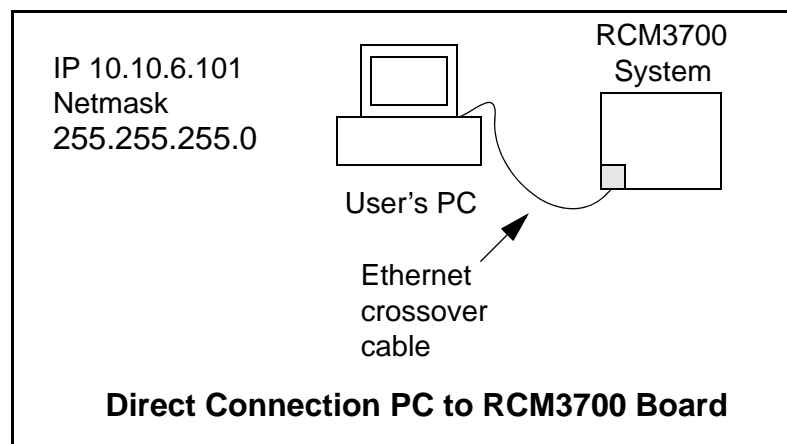 IP 10.10.6.101
Netmask
255.255.255.0
RCM3700
System
User’s PC
Ethernet
crossover
cable
Direct Connection PC to RCM3700 Board